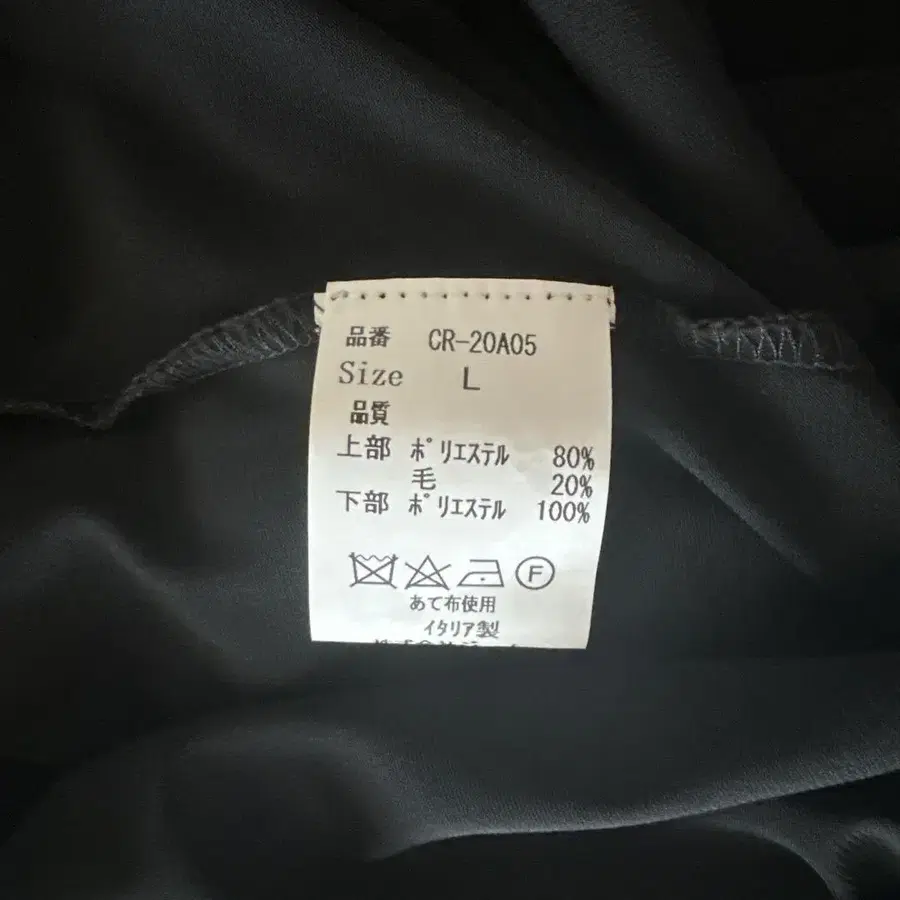 品番 CR-20A05
Size L
品質
上部 ポリエステル 80%
毛 20%
下部 ポリエステル 100%
F
あて布使用
イタリア製